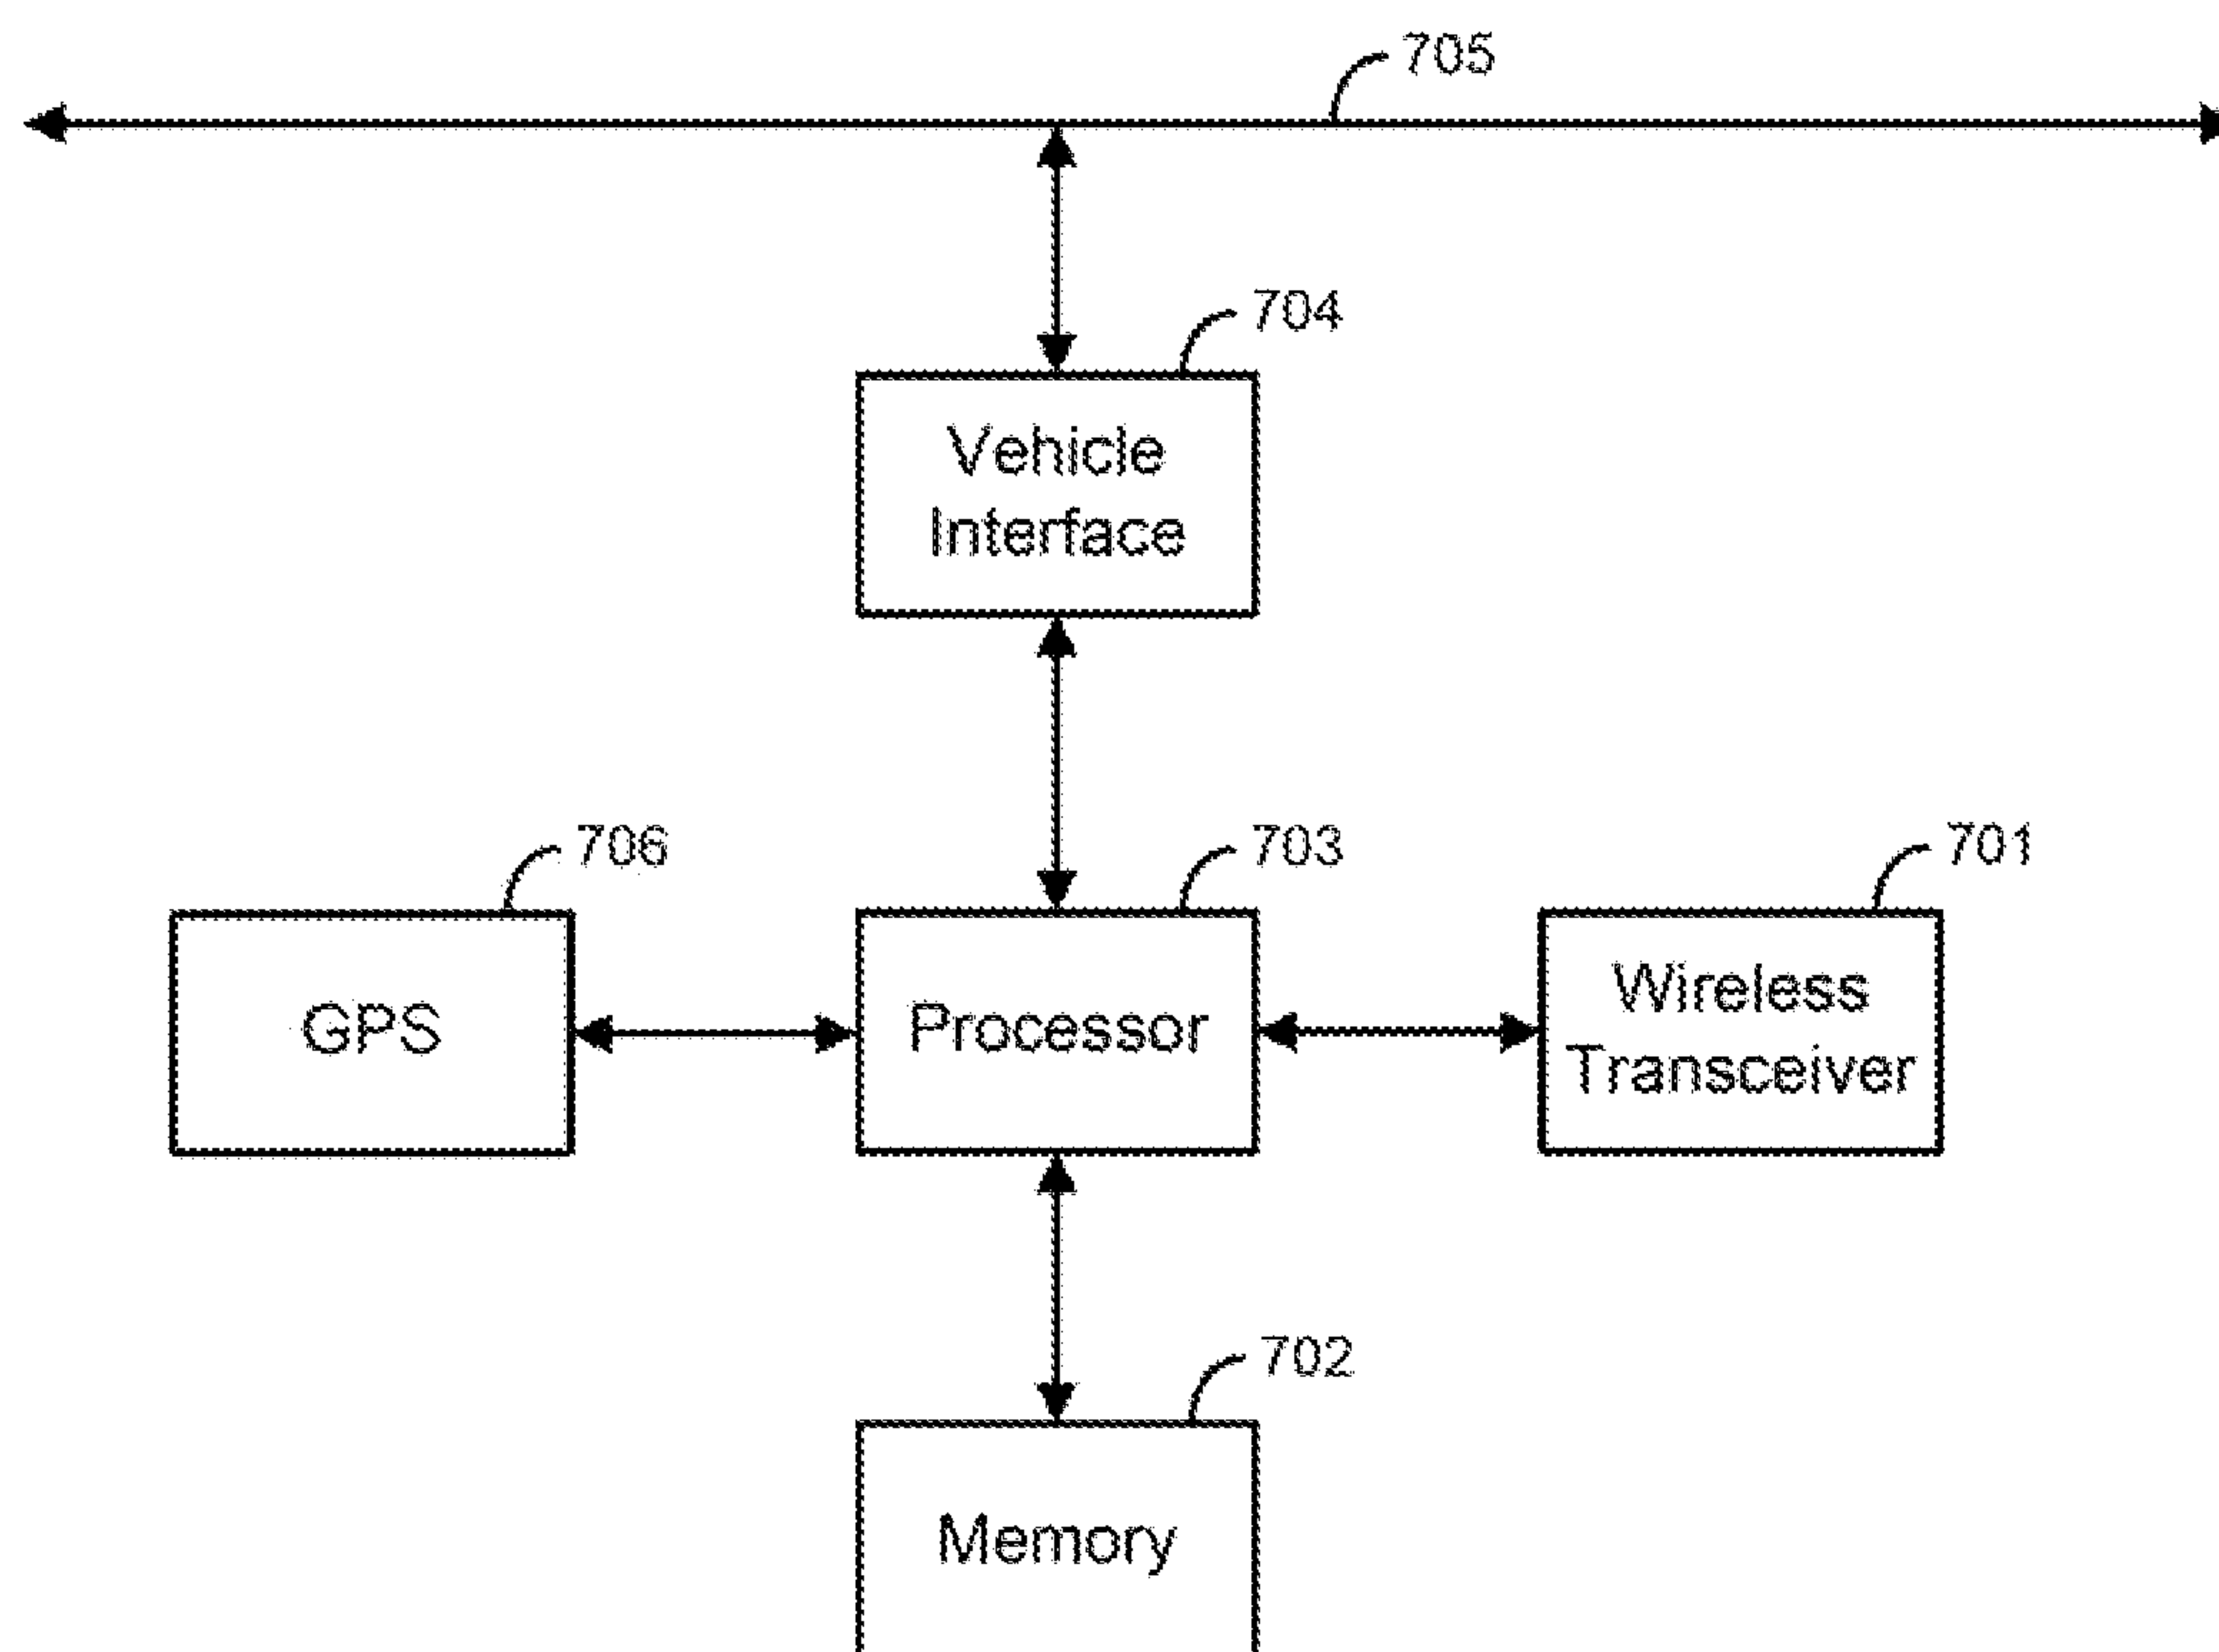 705
704
Vehicle
Interface
706
703
701
GPS
Processor
Wireless
Transceiver
702
Memory